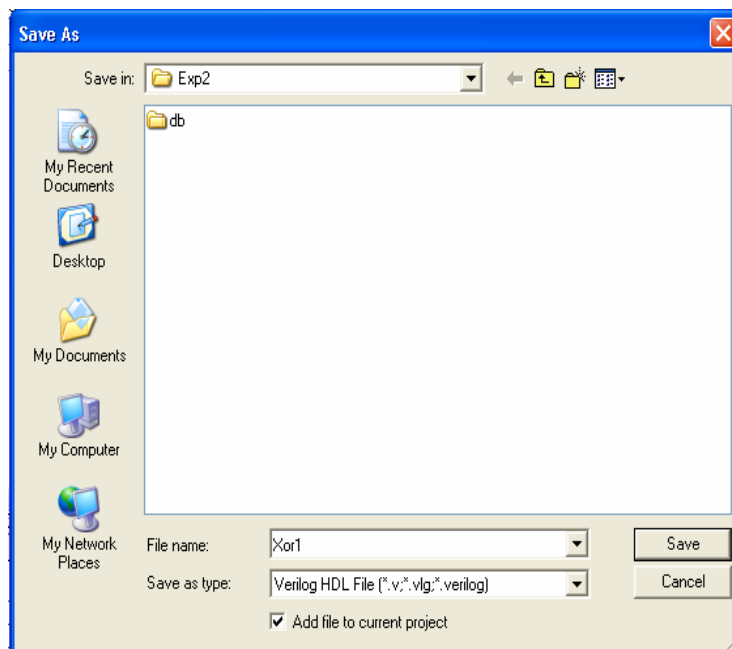 Save As
Save in: Exp2
db
My Recent
Documents
Desktop
My Documents
My Computer
My Network
Places
File name: Xor1 Save
Save as type: Verilog HDL File (*.v;*.vlg;*.verilog) Cancel
Add file to current project